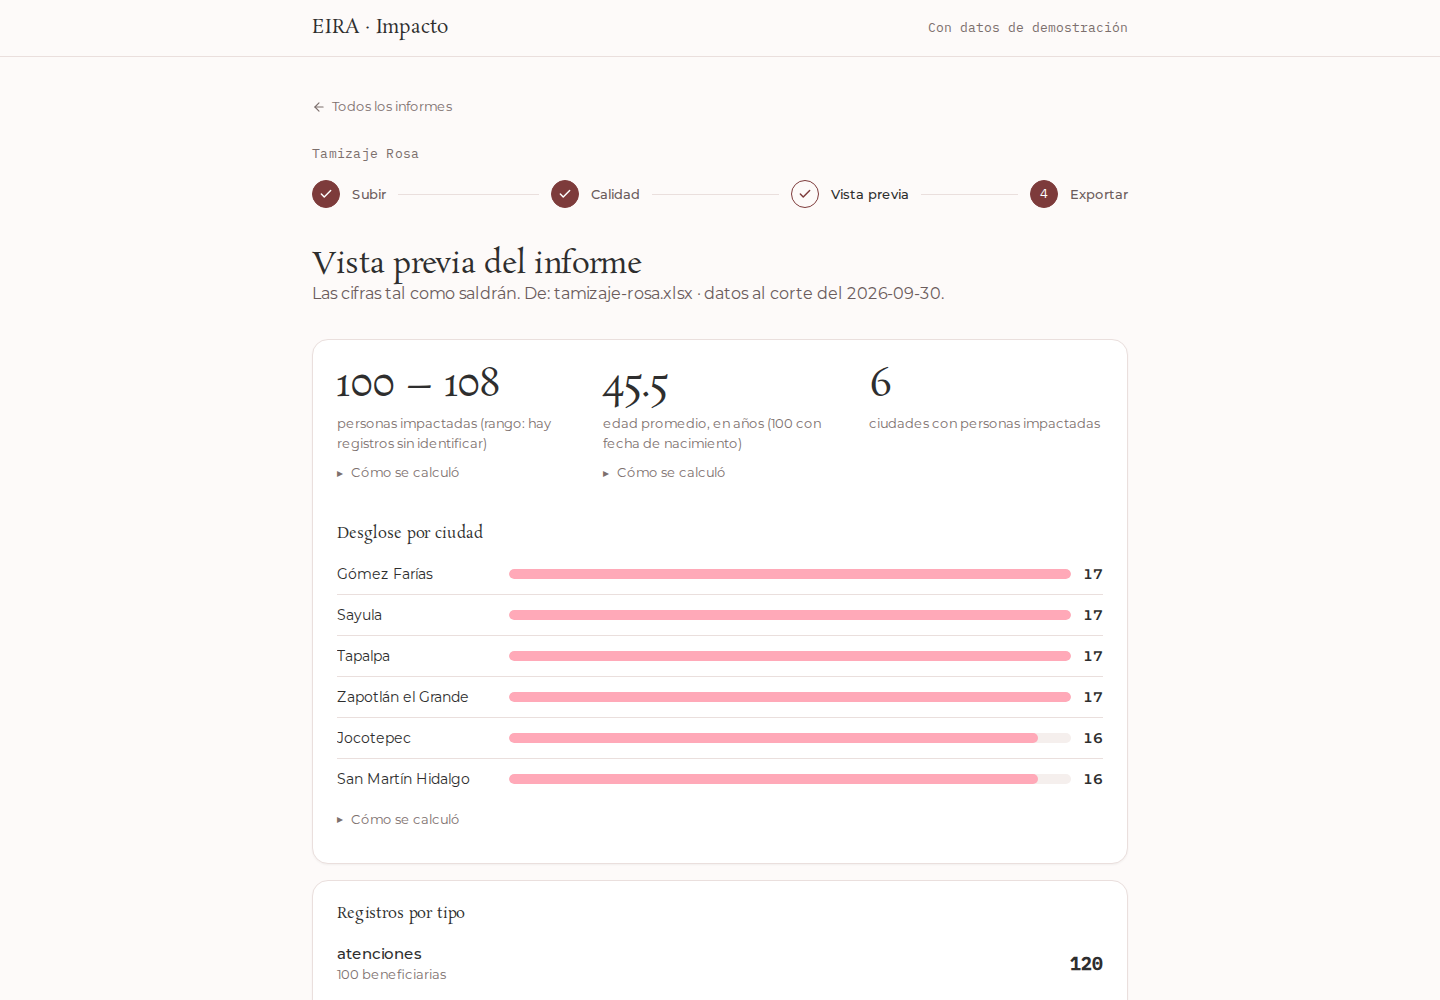 EIRA · Impacto
Con datos de demostración
← Todos los informes
Tamizaje Rosa
Subir
Calidad
Vista previa
4 Exportar
Vista previa del informe
Las cifras tal como saldrán. De: tamizaje-rosa.xlsx · datos al corte del 2026-09-30.
100 – 108
personas impactadas (rango: hay
registros sin identificar)
▸ Cómo se calculó
45.5
edad promedio, en años (100 con
fecha de nacimiento)
▸ Cómo se calculó
6
ciudades con personas impactadas
Desglose por ciudad
Gómez Farías 17
Sayula 17
Tapalpa 17
Zapotlán el Grande 17
Jocotepec 16
San Martín Hidalgo 16
▸ Cómo se calculó
Registros por tipo
atenciones
100 beneficiarias
120